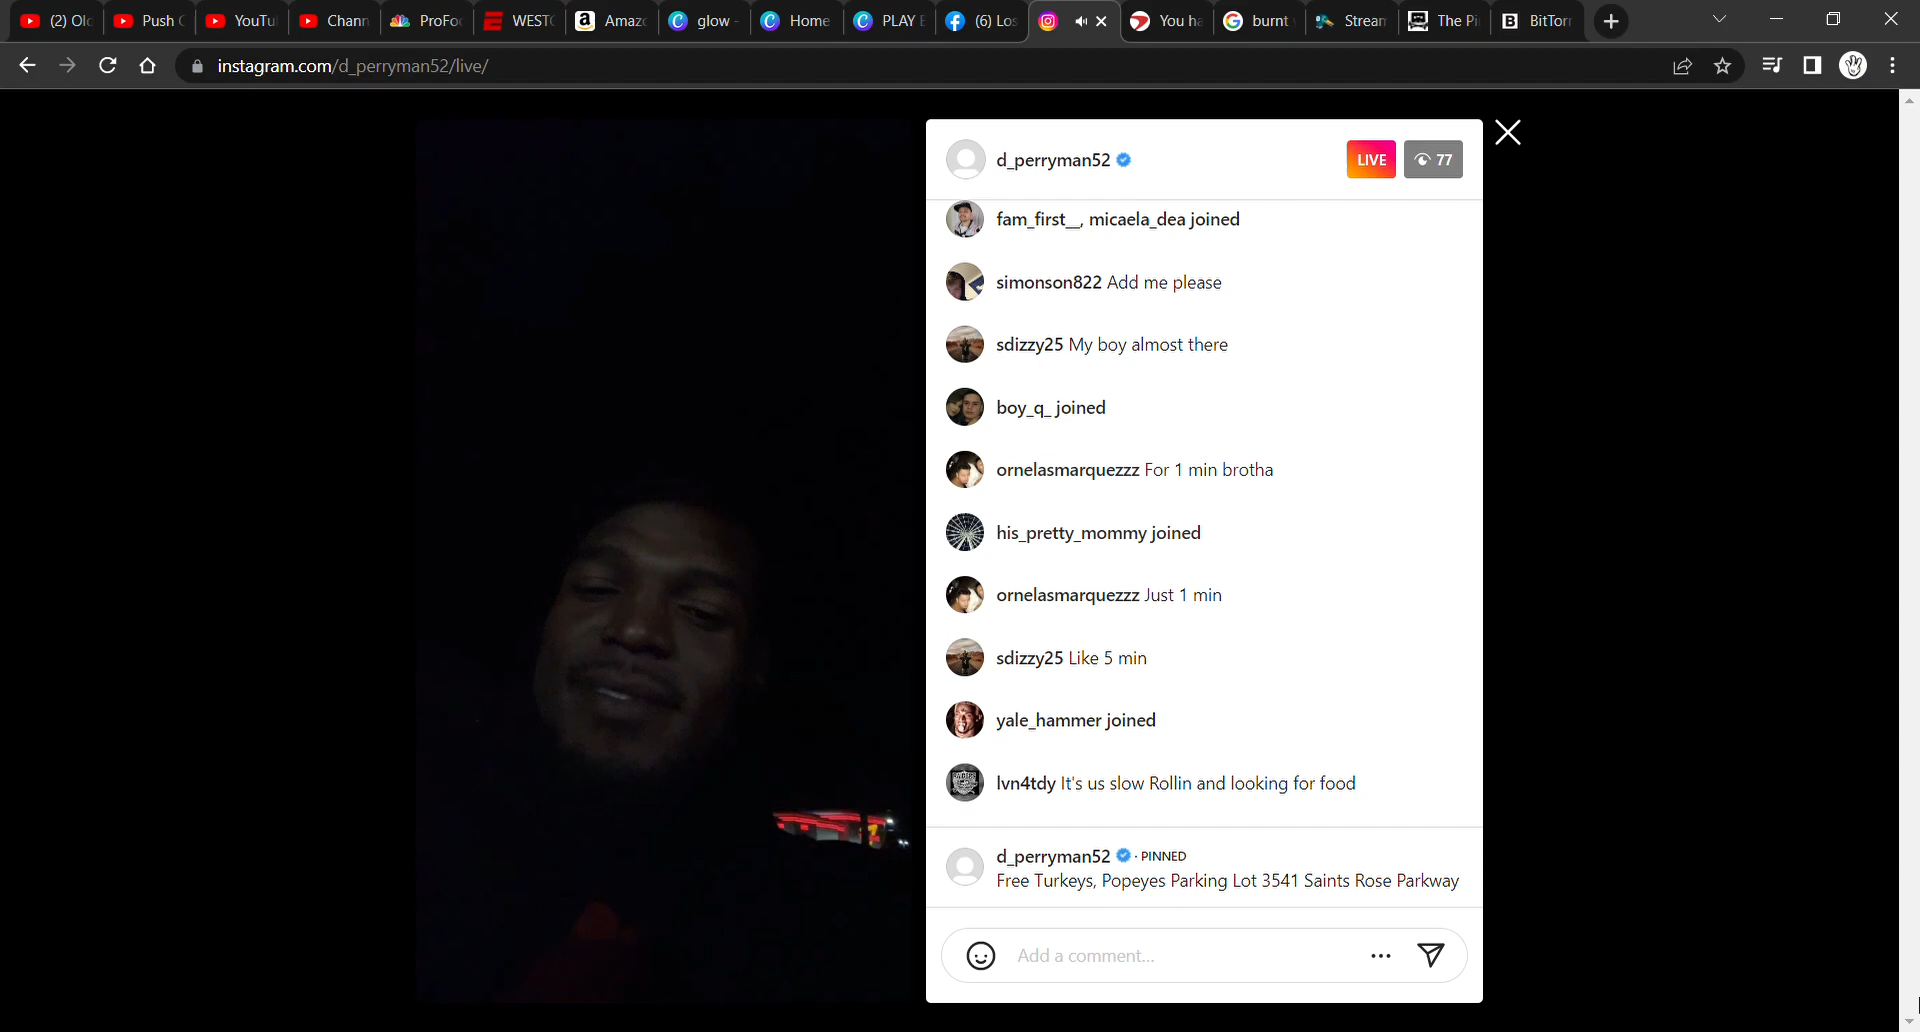 (2) Old
Push
YouTu
Chann
ProFo
WEST
Amaz
glow -
Home
PLAY
(6) Los
You ha
burnt
Stream
The Pi
BitTor
instagram.com/d_perryman52/live/
d_perryman52
LIVE
77
fam_first__, micaela_dea joined
simonson822 Add me please
sdizzy25 My boy almost there
boy_q_ joined
ornelasmarquezzz For 1 min brotha
his_pretty_mommy joined
ornelasmarquezzz Just 1 min
sdizzy25 Like 5 min
yale_hammer joined
lvn4tdy It's us slow Rollin and looking for food
d_perryman52 · PINNED
Free Turkeys, Popeyes Parking Lot 3541 Saints Rose Parkway
Add a comment...